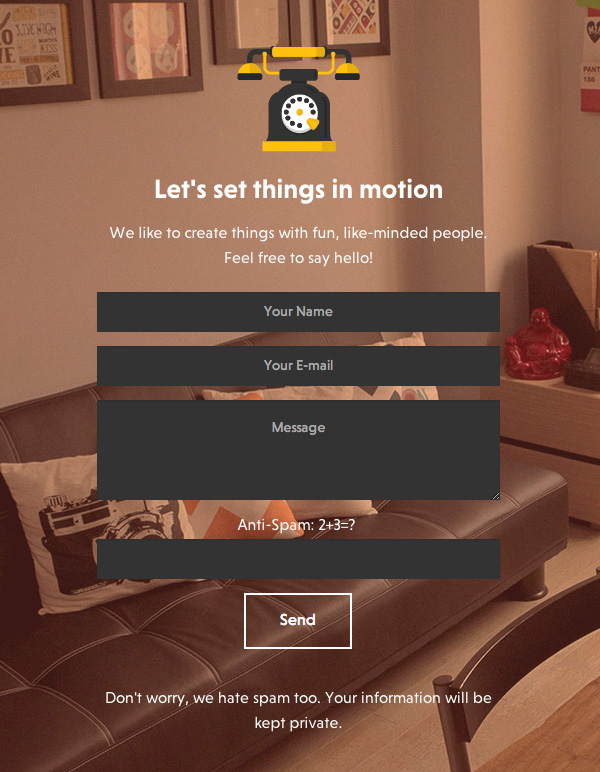 Let's set things in motion
We like to create things with fun, like-minded people.
Feel free to say hello!
Your Name
Your E-mail
Message
Anti-Spam: 2+3=?
Send
Don't worry, we hate spam too. Your information will be
kept private.
PANT
186